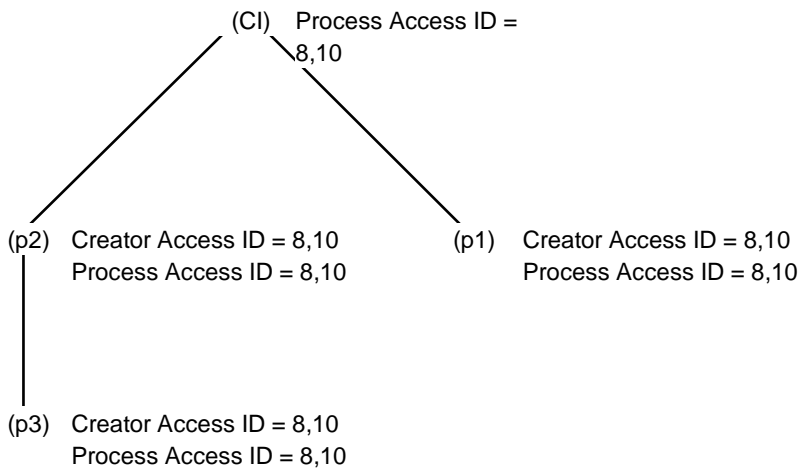 (CI) Process Access ID =
8,10
(p2) Creator Access ID = 8,10
Process Access ID = 8,10
(p1) Creator Access ID = 8,10
Process Access ID = 8,10
(p3) Creator Access ID = 8,10
Process Access ID = 8,10